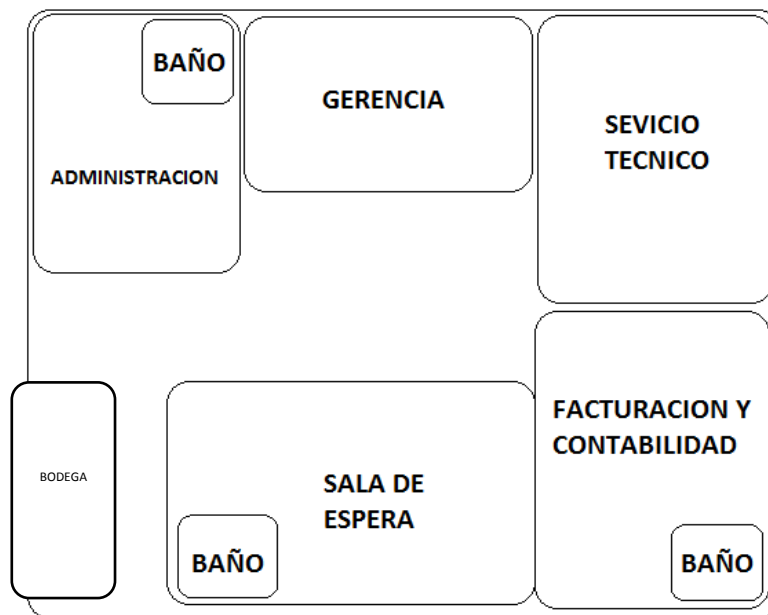 BAÑO
GERENCIA
SEVICIO
TECNICO
ADMINISTRACION
FACTURACION Y
CONTABILIDAD
BODEGA
SALA DE
ESPERA
BAÑO
BAÑO